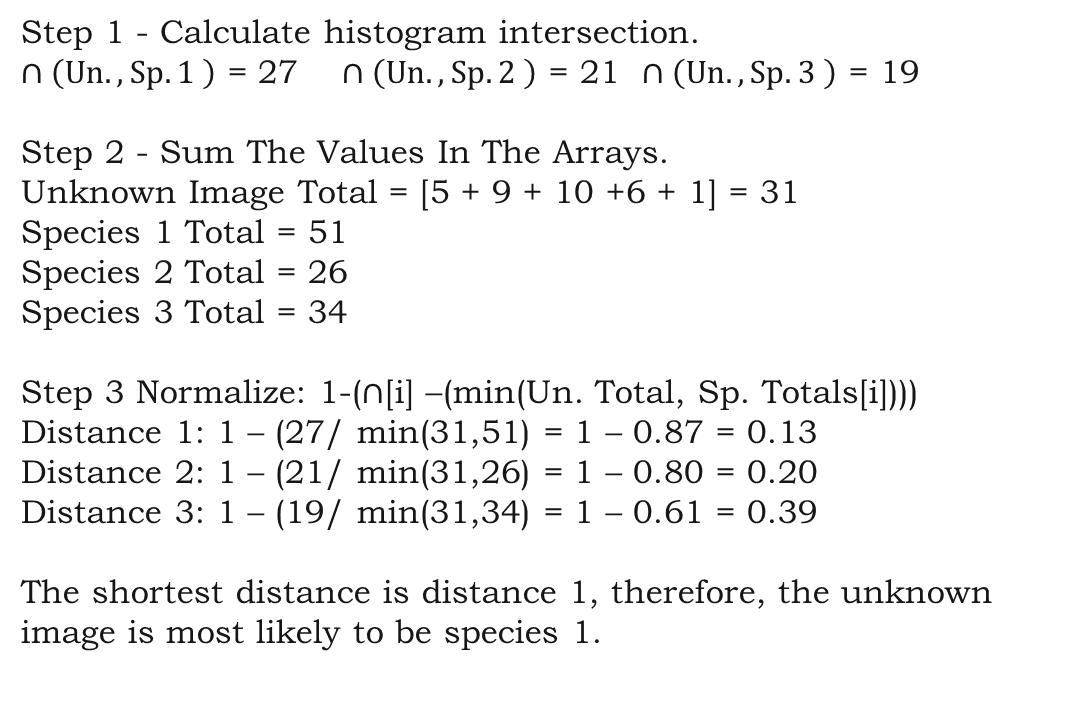 Step 1 - Calculate histogram intersection.
∩ (Un., Sp. 1 ) = 27 ∩ (Un., Sp. 2 ) = 21 ∩ (Un., Sp. 3 ) = 19
Step 2 - Sum The Values In The Arrays.
Unknown Image Total = [5 + 9 + 10 +6 + 1] = 31
Species 1 Total = 51
Species 2 Total = 26
Species 3 Total = 34
Step 3 Normalize: 1-(∩[i] –(min(Un. Total, Sp. Totals[i])))
Distance 1: 1 – (27/ min(31,51) = 1 – 0.87 = 0.13
Distance 2: 1 – (21/ min(31,26) = 1 – 0.80 = 0.20
Distance 3: 1 – (19/ min(31,34) = 1 – 0.61 = 0.39
The shortest distance is distance 1, therefore, the unknown
image is most likely to be species 1.